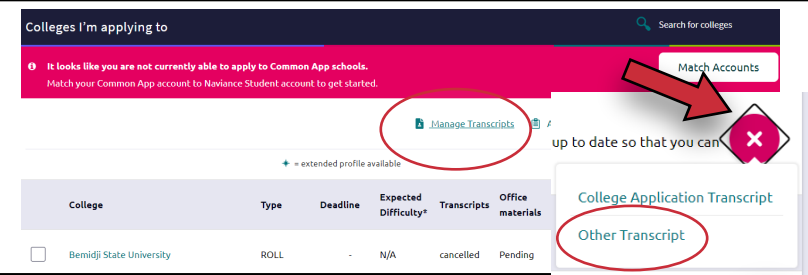 Colleges I'm applying to
Search for colleges
It looks like you are not currently able to apply to Common App schools.
Match your Common App account to Naviance Student account to get started.
Match Accounts
Manage Transcripts
A
= extended profile available
College Type Deadline Expected Difficulty* Transcripts Office materials
Bemidji State University ROLL - N/A cancelled Pending
up to date so that you can
College Application Transcript
Other Transcript